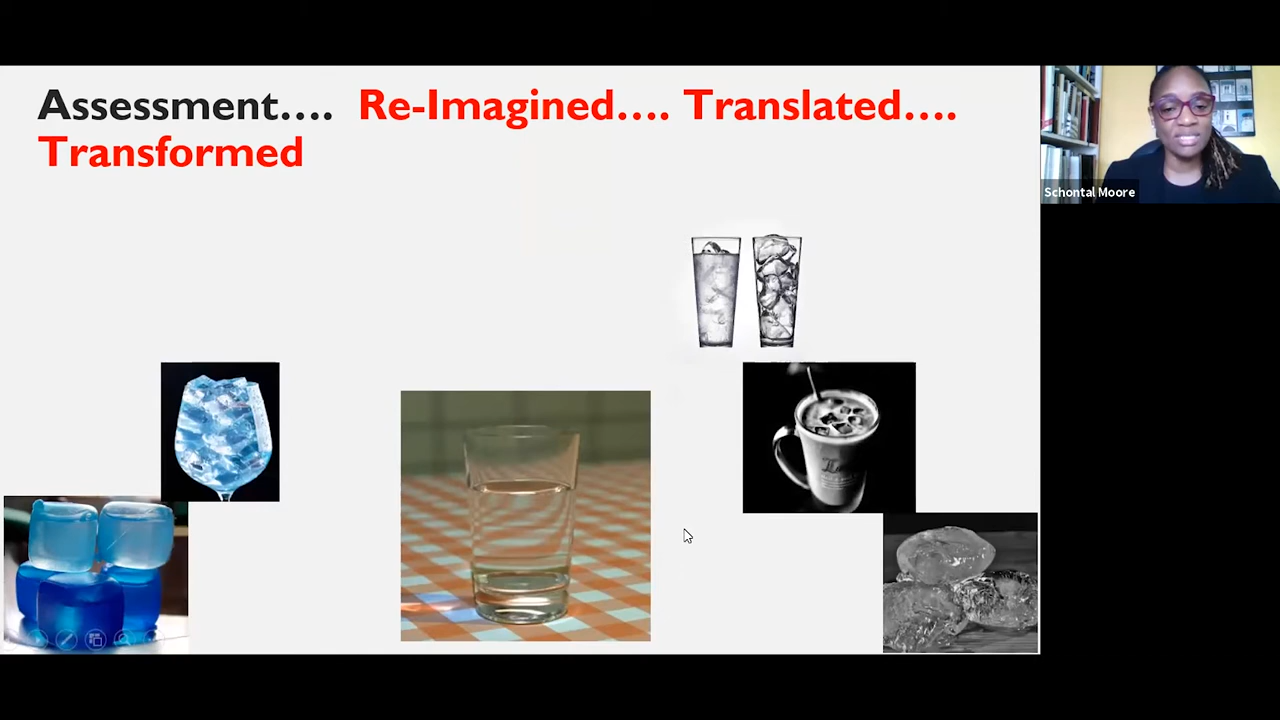 Assessment…. Re-Imagined…. Translated….
Transformed
Schontal Moore